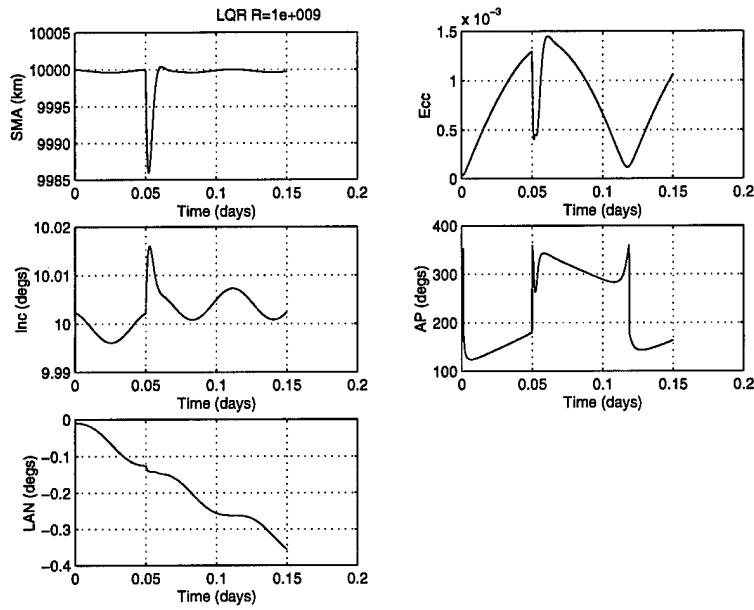 LQR R=1e+009
10005
10000
9995
9990
9985
SMA (km)
0 0.05 0.1 0.15 0.2
Time (days)
x 10⁻³
1.5
1
0.5
0
Ecc
0 0.05 0.1 0.15 0.2
Time (days)
10.02
10.01
10
9.99
Inc (degs)
0 0.05 0.1 0.15 0.2
Time (days)
400
300
200
100
AP (degs)
0 0.05 0.1 0.15 0.2
Time (days)
0
−0.1
−0.2
−0.3
−0.4
LAN (degs)
0 0.05 0.1 0.15 0.2
Time (days)